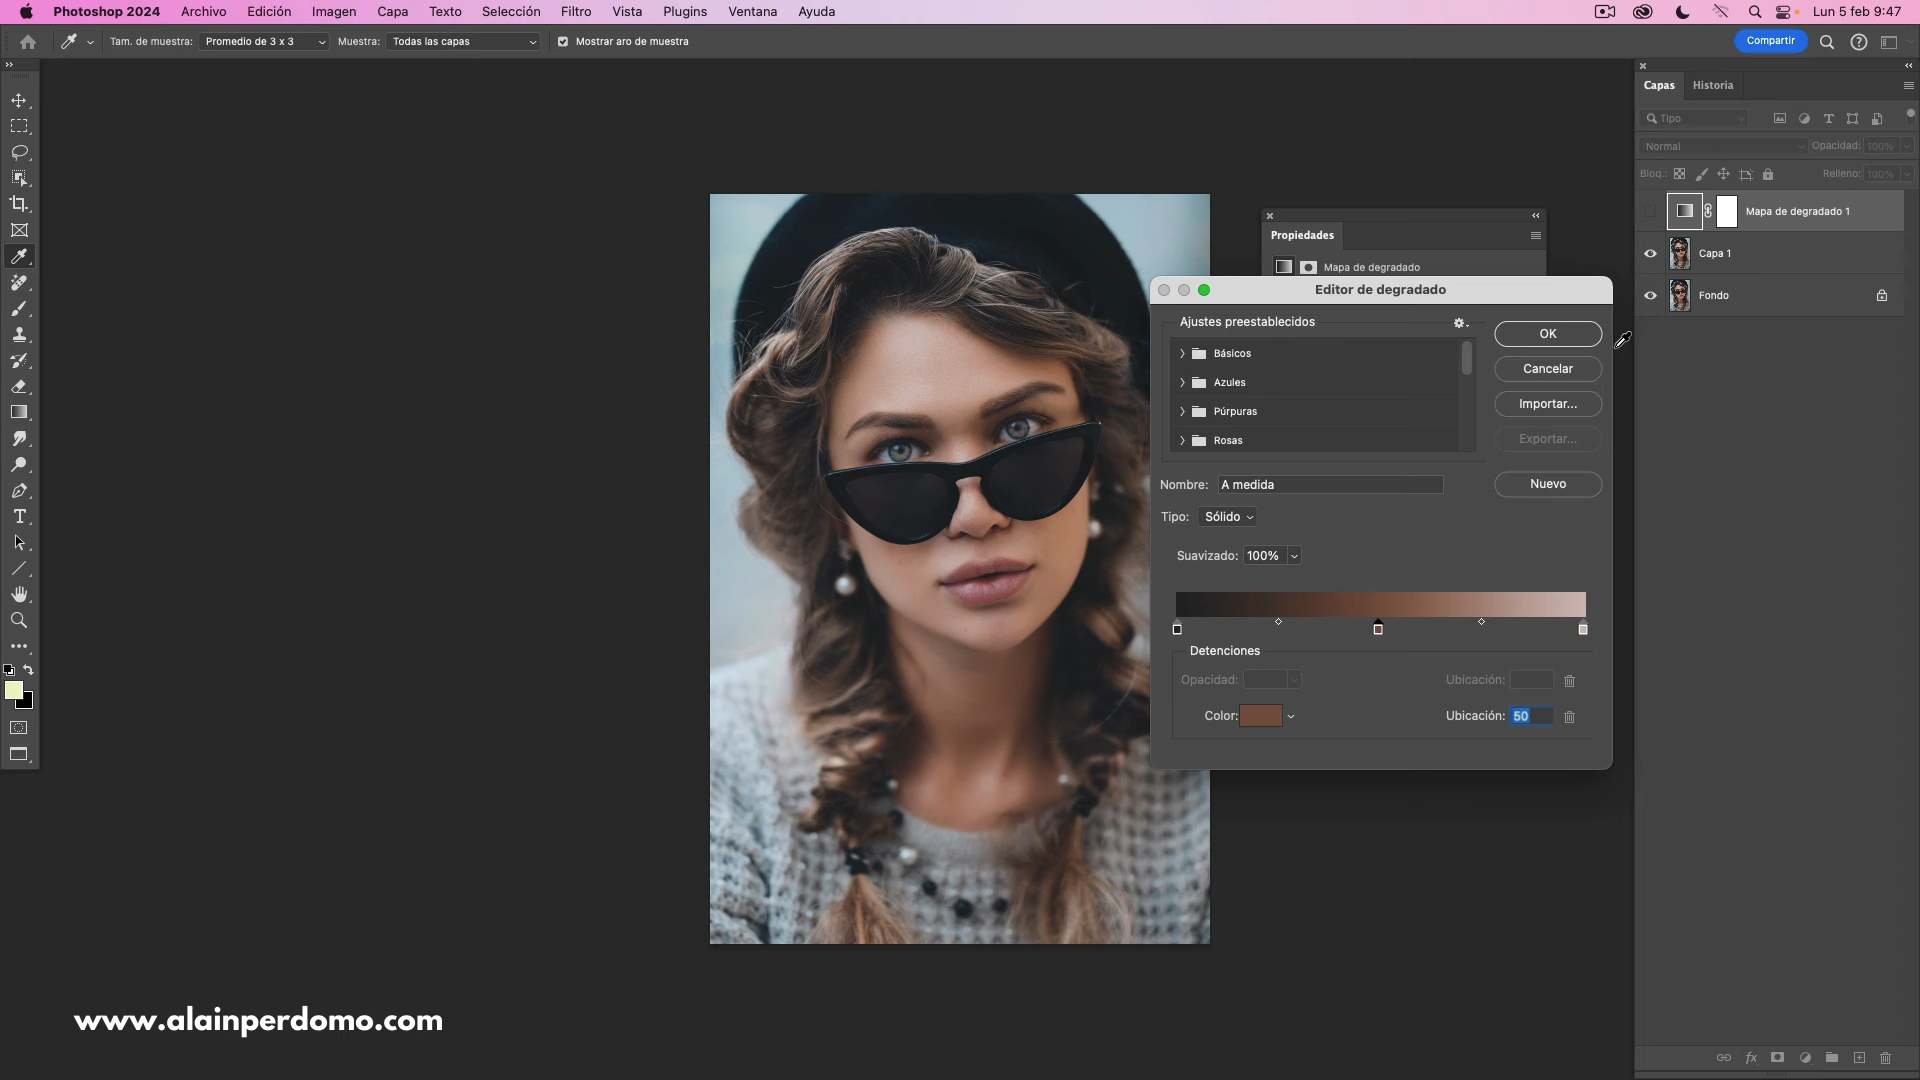 Photoshop 2024 Archivo Edición Imagen Capa Texto Selección Filtro Vista Plugins Ventana Ayuda Lun 5 feb 9:47
Tam. de muestra: Promedio de 3 x 3 Muestra: Todas las capas Mostrar aro de muestra Compartir
Capas Historia
Tipo
Normal Opacidad: 100%
Bloq.: Relleno: 100%
Mapa de degradado 1
Capa 1
Fondo
Propiedades
Mapa de degradado
Editor de degradado
Ajustes preestablecidos
Básicos
Azules
Púrpuras
Rosas
OK
Cancelar
Importar...
Exportar...
Nombre: A medida Nuevo
Tipo: Sólido
Suavizado: 100%
Detenciones
Opacidad: Ubicación:
Color: Ubicación: 50
www.alainperdomo.com